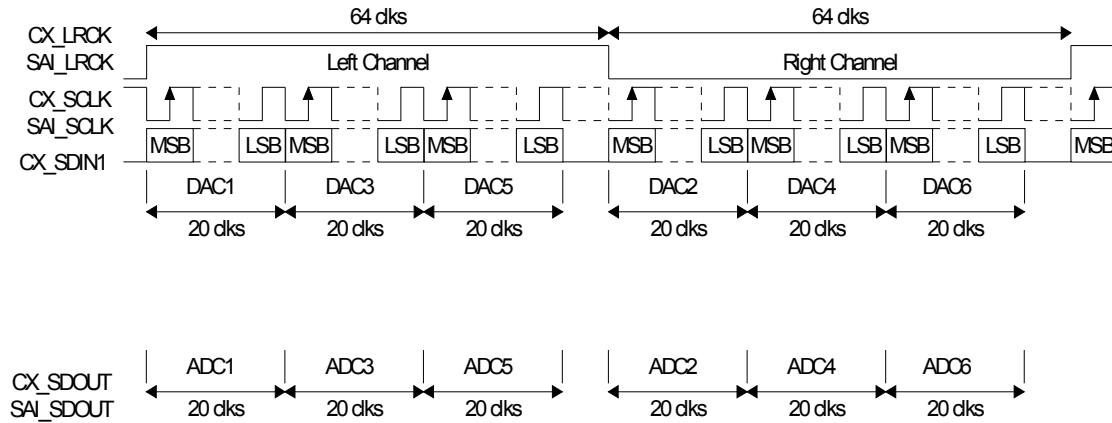 64 clks 64 clks
CX_LRCK
SAI_LRCK Left Channel Right Channel
CX_SCLK
SAI_SCLK
MSB LSB MSB LSB MSB LSB MSB LSB MSB LSB MSB LSB MSB
CX_SDIN1
DAC1 DAC3 DAC5 DAC2 DAC4 DAC6
20 clks 20 clks 20 clks 20 clks 20 clks 20 clks
ADC1 ADC3 ADC5 ADC2 ADC4 ADC6
CX_SDOUT
20 clks 20 clks 20 clks 20 clks 20 clks 20 clks
SAI_SDOUT